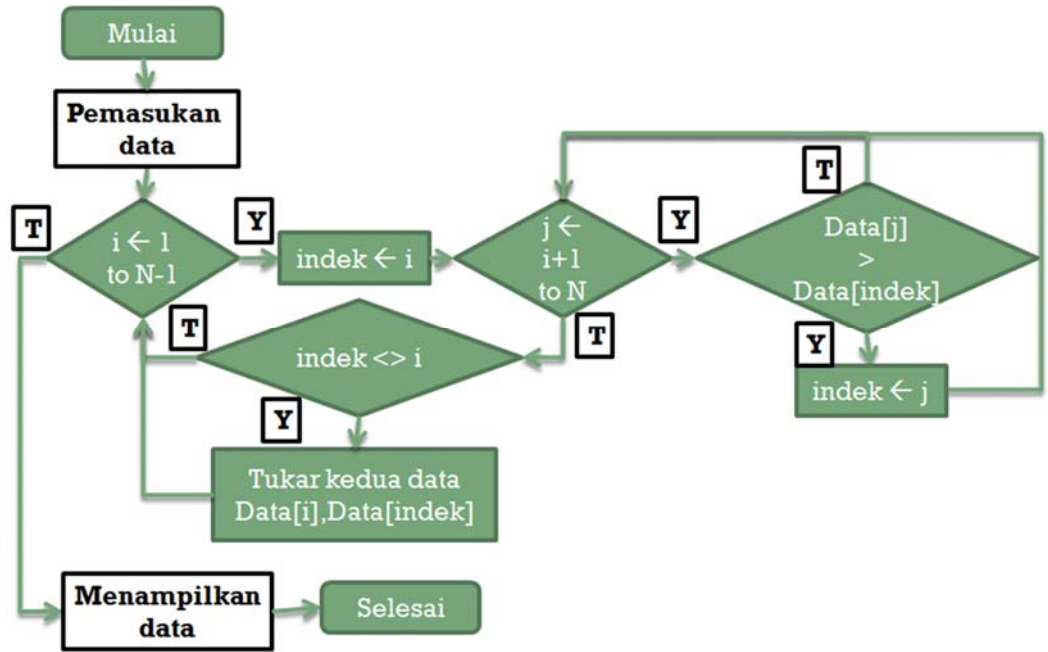 Mulai
Pemasukan
data
T
i ← 1
to N-1
Y
indek ← i
j ←
i+1
to N
Y
T
Data[j]
>
Data[indek]
Y
indek ← j
T
indek <> i
T
Y
Tukar kedua data
Data[i],Data[indek]
Menampilkan
data
Selesai